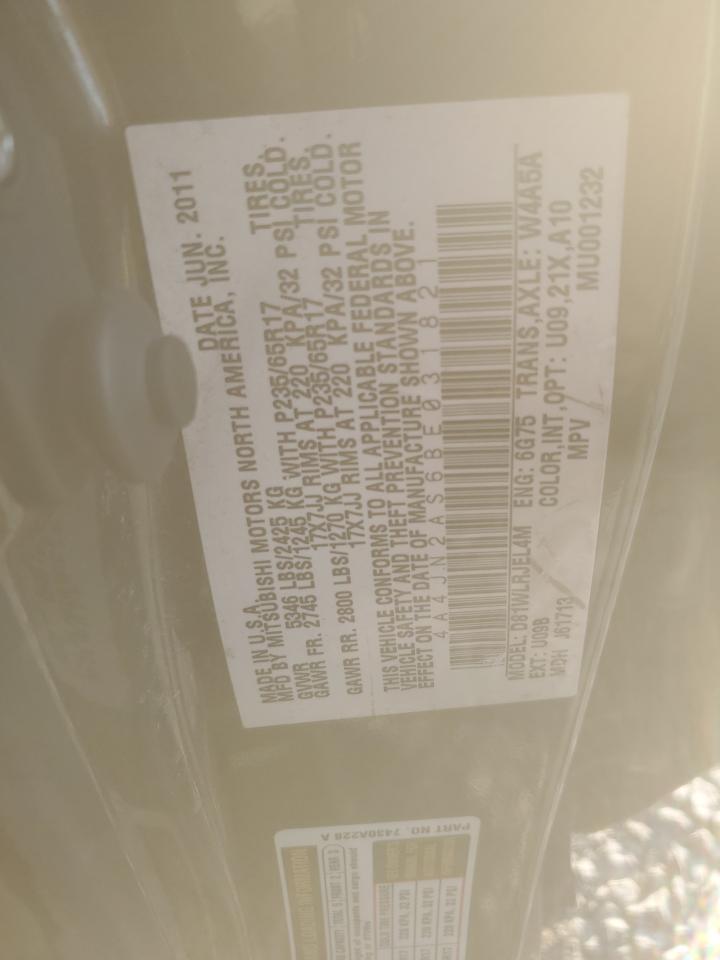 MADE IN U.S.A. DATE JUN. 2011
MFD BY MITSUBISHI MOTORS NORTH AMERICA, INC.
GVWR 5346 LBS/2425 KG
GAWR FR. 2745 LBS/1245 KG WITH P235/65R17 TIRES,
17X7JJ RIMS AT 220 KPA/32 PSI COLD.
GAWR RR. 2800 LBS/1270 KG WITH P235/65R17 TIRES,
17X7JJ RIMS AT 220 KPA/32 PSI COLD.
THIS VEHICLE CONFORMS TO ALL APPLICABLE FEDERAL MOTOR
VEHICLE SAFETY AND THEFT PREVENTION STANDARDS IN
EFFECT ON THE DATE OF MANUFACTURE SHOWN ABOVE.
4A4JN2AS6BE031821
MODEL: D81WLRJEL4M ENG: 6G75 TRANS,AXLE: W4A5A
EXT: U09B COLOR,INT,OPT: U09,21X,A10
MDH J61713 MPV MU001232
PART NO. 7430A228 A